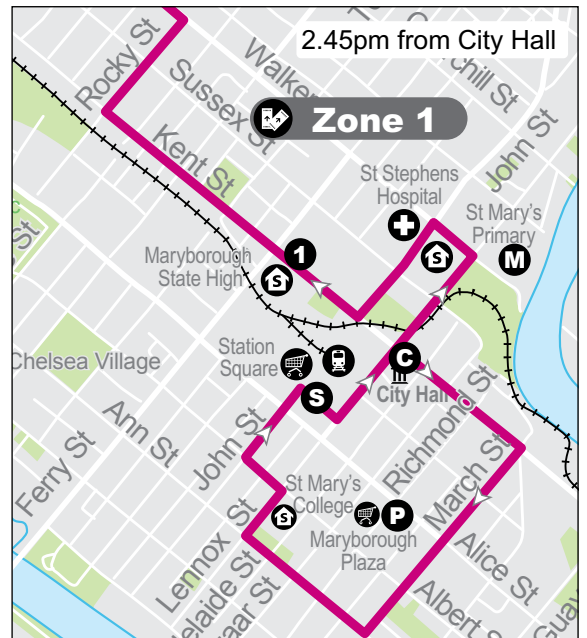 2.45pm from City Hall
Rocky St
Sussex St
Walker
John St
Zone 1
Kent St
St Stephens
Hospital
St Mary's
Primary
M
Maryborough
State High
1
S
S
Chelsea Village
Station
Square
C
City Hall
S
Ann St
John St
Ferry St
Richmond St
March St
St Mary's
College
S
P
Maryborough
Plaza
Lennox St
Alice St
Albert